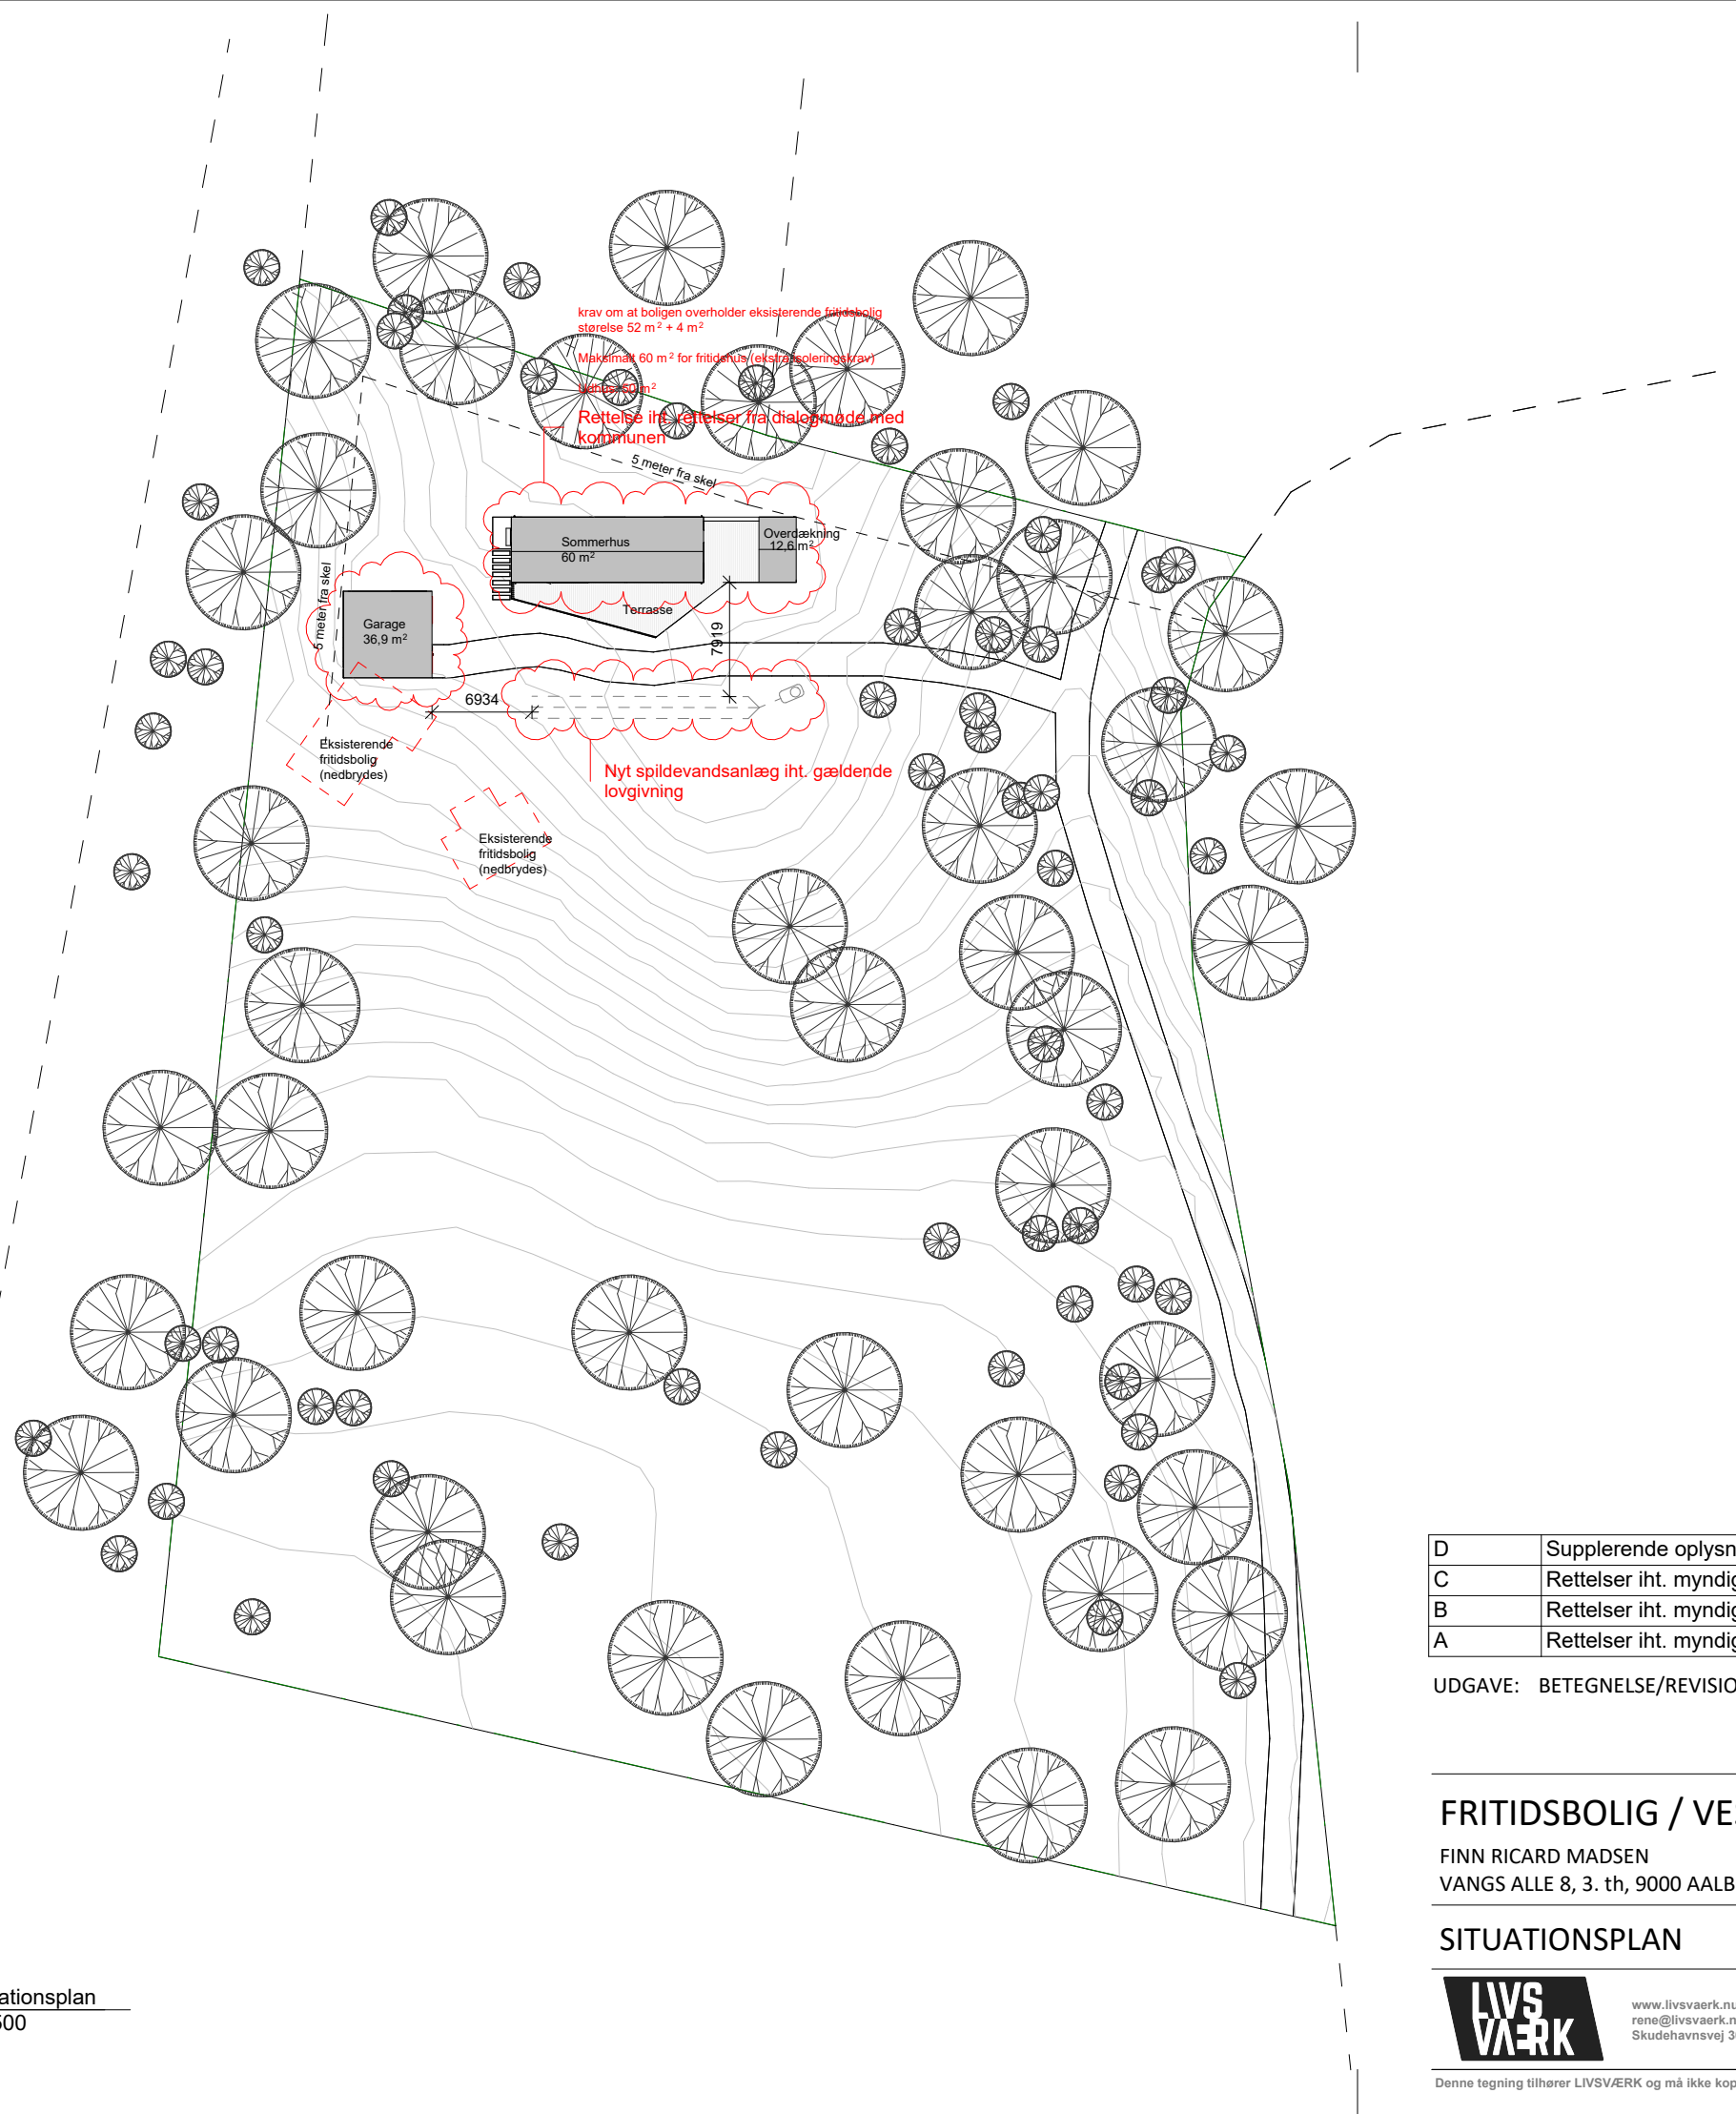 krav om at boligen overholder eksisterende fritidsbolig
størelse 52 m² + 4 m²
Maksimalt 60 m² for fritidshus (ekstra isoleringskrav)
Udhus: 50 m²
Rettelse iht. rettelser fra dialogmøde med
kommunen
5 meter fra skel
Sommerhus
60 m²
Overdækning
12,6 m²
Terrasse
5 meter fra skel
Garage
36,9 m²
7919
6934
Eksisterende
fritidsbolig
(nedbrydes)
Nyt spildevandsanlæg iht. gældende
lovgivning
Eksisterende
fritidsbolig
(nedbrydes)
D Supplerende oplysn
C Rettelser iht. myndig
B Rettelser iht. myndig
A Rettelser iht. myndig
UDGAVE: BETEGNELSE/REVISIO
FRITIDSBOLIG / VE
FINN RICARD MADSEN
VANGS ALLE 8, 3. th, 9000 AALB
SITUATIONSPLAN
LIVS
VÆRK
www.livsvaerk.nu
rene@livsvaerk.n
Skudehavnsvej 3
Denne tegning tilhører LIVSVÆRK og må ikke kop
ationsplan
500